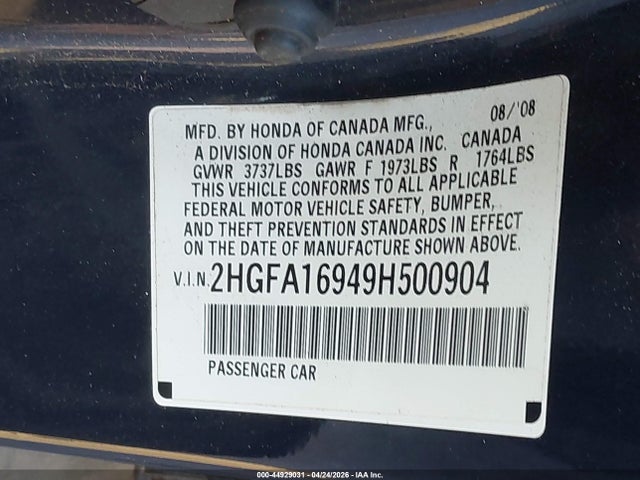 08/'08
MFD. BY HONDA OF CANADA MFG.,
A DIVISION OF HONDA CANADA INC. CANADA
GVWR 3737LBS GAWR F 1973LBS R 1764LBS
THIS VEHICLE CONFORMS TO ALL APPLICABLE
FEDERAL MOTOR VEHICLE SAFETY, BUMPER,
AND THEFT PREVENTION STANDARDS IN EFFECT
ON THE DATE OF MANUFACTURE SHOWN ABOVE.
V.I.N. 2HGFA16949H500904
PASSENGER CAR
000-44929031 - 04/24/2026 - IAA Inc.